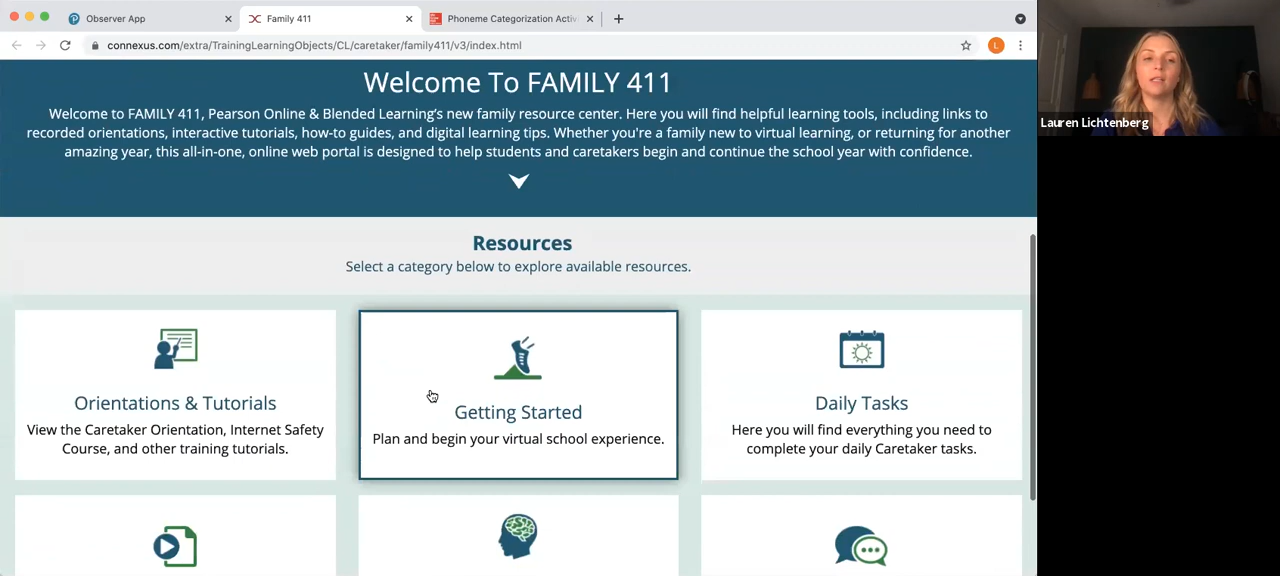 Observer App
Family 411
Phoneme Categorization Activ
connexus.com/extra/TrainingLearningObjects/CL/caretaker/family411/v3/index.html
L
Lauren Lichtenberg
Welcome To FAMILY 411
Welcome to FAMILY 411, Pearson Online & Blended Learning's new family resource center. Here you will find helpful learning tools, including links to
recorded orientations, interactive tutorials, how-to guides, and digital learning tips. Whether you're a family new to virtual learning, or returning for another
amazing year, this all-in-one, online web portal is designed to help students and caretakers begin and continue the school year with confidence.
Resources
Select a category below to explore available resources.
Orientations & Tutorials
View the Caretaker Orientation, Internet Safety
Course, and other training tutorials.
Getting Started
Plan and begin your virtual school experience.
Daily Tasks
Here you will find everything you need to
complete your daily Caretaker tasks.